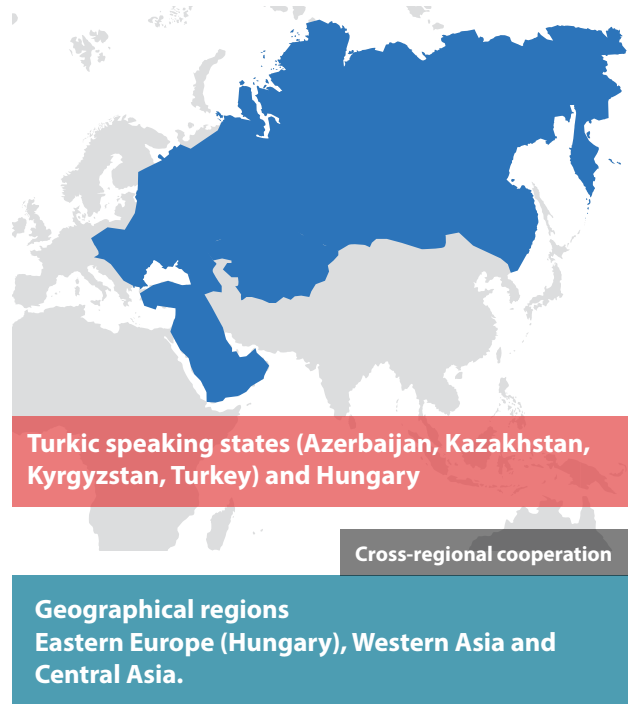 Turkic speaking states (Azerbaijan, Kazakhstan,
Kyrgyzstan, Turkey) and Hungary
Cross-regional cooperation
Geographical regions
Eastern Europe (Hungary), Western Asia and
Central Asia.